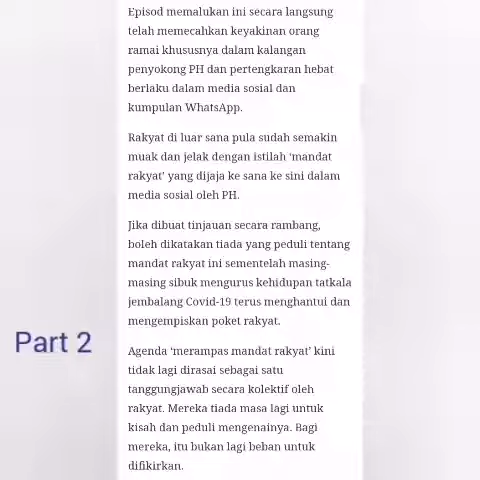 Episod memalukan ini secara langsung
telah memecahkan keyakinan orang
ramai khususnya dalam kalangan
penyokong PH dan pertengkaran hebat
berlaku dalam media sosial dan
kumpulan WhatsApp.
Rakyat di luar sana pula sudah semakin
muak dan jelak dengan istilah ‘mandat
rakyat’ yang dijaja ke sana ke sini dalam
media sosial oleh PH.
Jika dibuat tinjauan secara rambang,
boleh dikatakan tiada yang peduli tentang
mandat rakyat ini sementelah masing-
masing sibuk mengurus kehidupan tatkala
jembalang Covid-19 terus menghantui dan
mengempiskan poket rakyat.
Part 2
Agenda ‘merampas mandat rakyat’ kini
tidak lagi dirasai sebagai satu
tanggungjawab secara kolektif oleh
rakyat. Mereka tiada masa lagi untuk
kisah dan peduli mengenainya. Bagi
mereka, itu bukan lagi beban untuk
difikirkan.